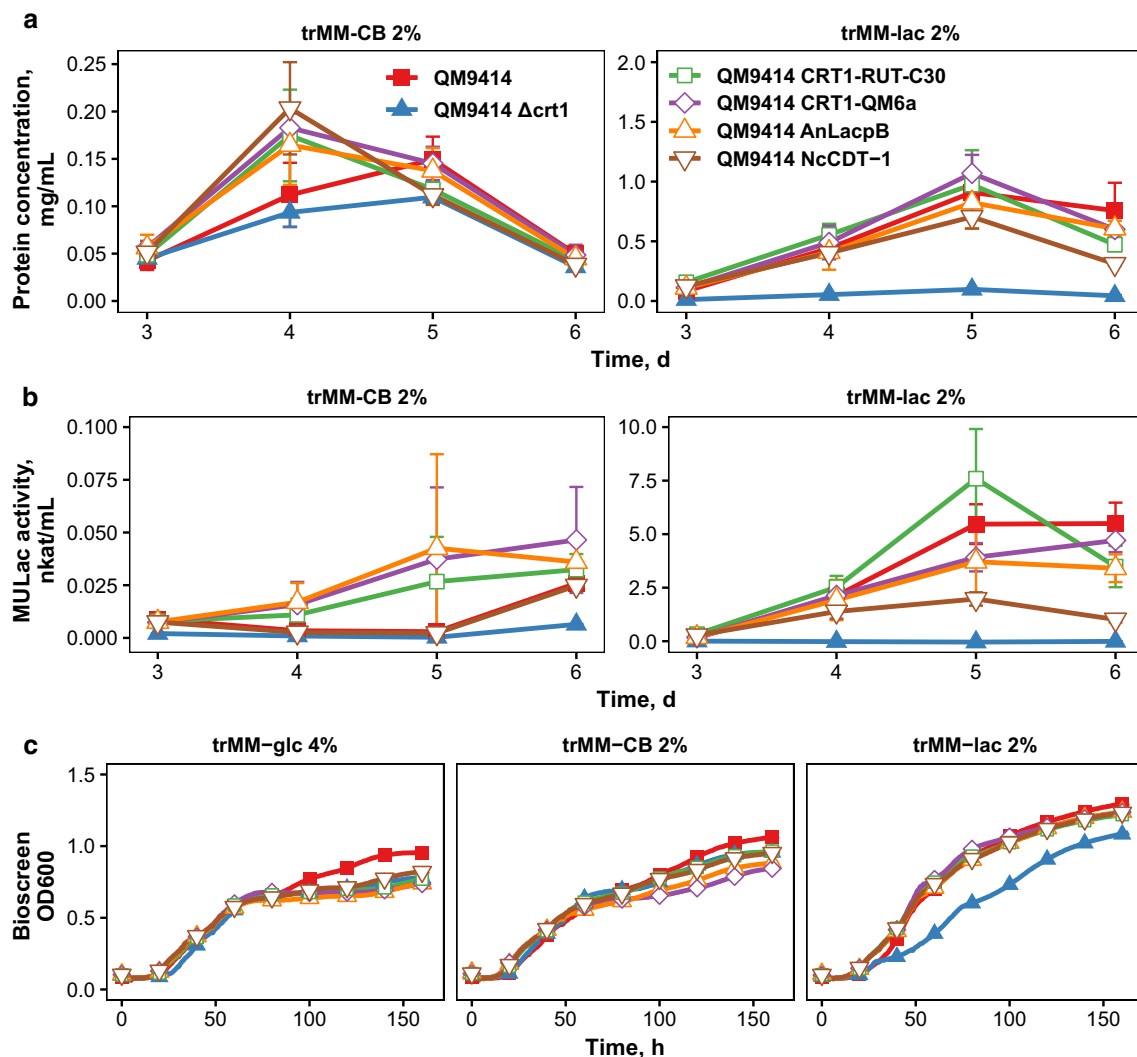 a
trMM-CB 2%
trMM-lac 2%
Protein concentration,
mg/mL
0.25
0.20
0.15
0.10
0.05
0.00
QM9414
QM9414 Δcrt1
2.0
1.5
1.0
0.5
0.0
QM9414 CRT1-RUT-C30
QM9414 CRT1-QM6a
QM9414 AnLacpB
QM9414 NcCDT−1
3 4 5 6
3 4 5 6
Time, d
b
trMM-CB 2%
trMM-lac 2%
MULac activity,
nkat/mL
0.100
0.075
0.050
0.025
0.000
10.0
7.5
5.0
2.5
0.0
3 4 5 6
3 4 5 6
Time, d
c
trMM−glc 4%
trMM−CB 2%
trMM−lac 2%
Bioscreen
OD600
1.5
1.0
0.5
0.0
0 50 100 150
0 50 100 150
0 50 100 150
Time, h